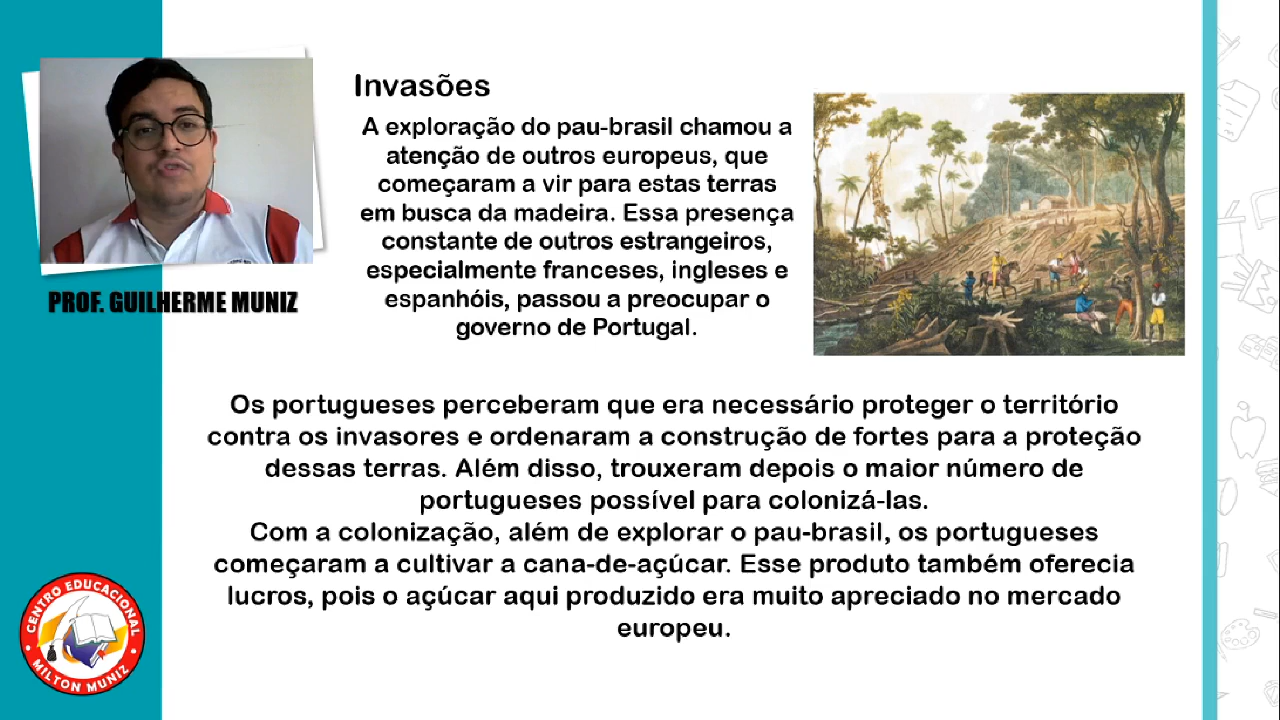 Invasões
A exploração do pau-brasil chamou a
atenção de outros europeus, que
começaram a vir para estas terras
em busca da madeira. Essa presença
constante de outros estrangeiros,
especialmente franceses, ingleses e
espanhóis, passou a preocupar o
governo de Portugal.
PROF. GUILHERME MUNIZ
Os portugueses perceberam que era necessário proteger o território
contra os invasores e ordenaram a construção de fortes para a proteção
dessas terras. Além disso, trouxeram depois o maior número de
portugueses possível para colonizá-las.
Com a colonização, além de explorar o pau-brasil, os portugueses
começaram a cultivar a cana-de-açúcar. Esse produto também oferecia
lucros, pois o açúcar aqui produzido era muito apreciado no mercado
europeu.
CENTRO EDUCACIONAL
MILTON MUNIZ